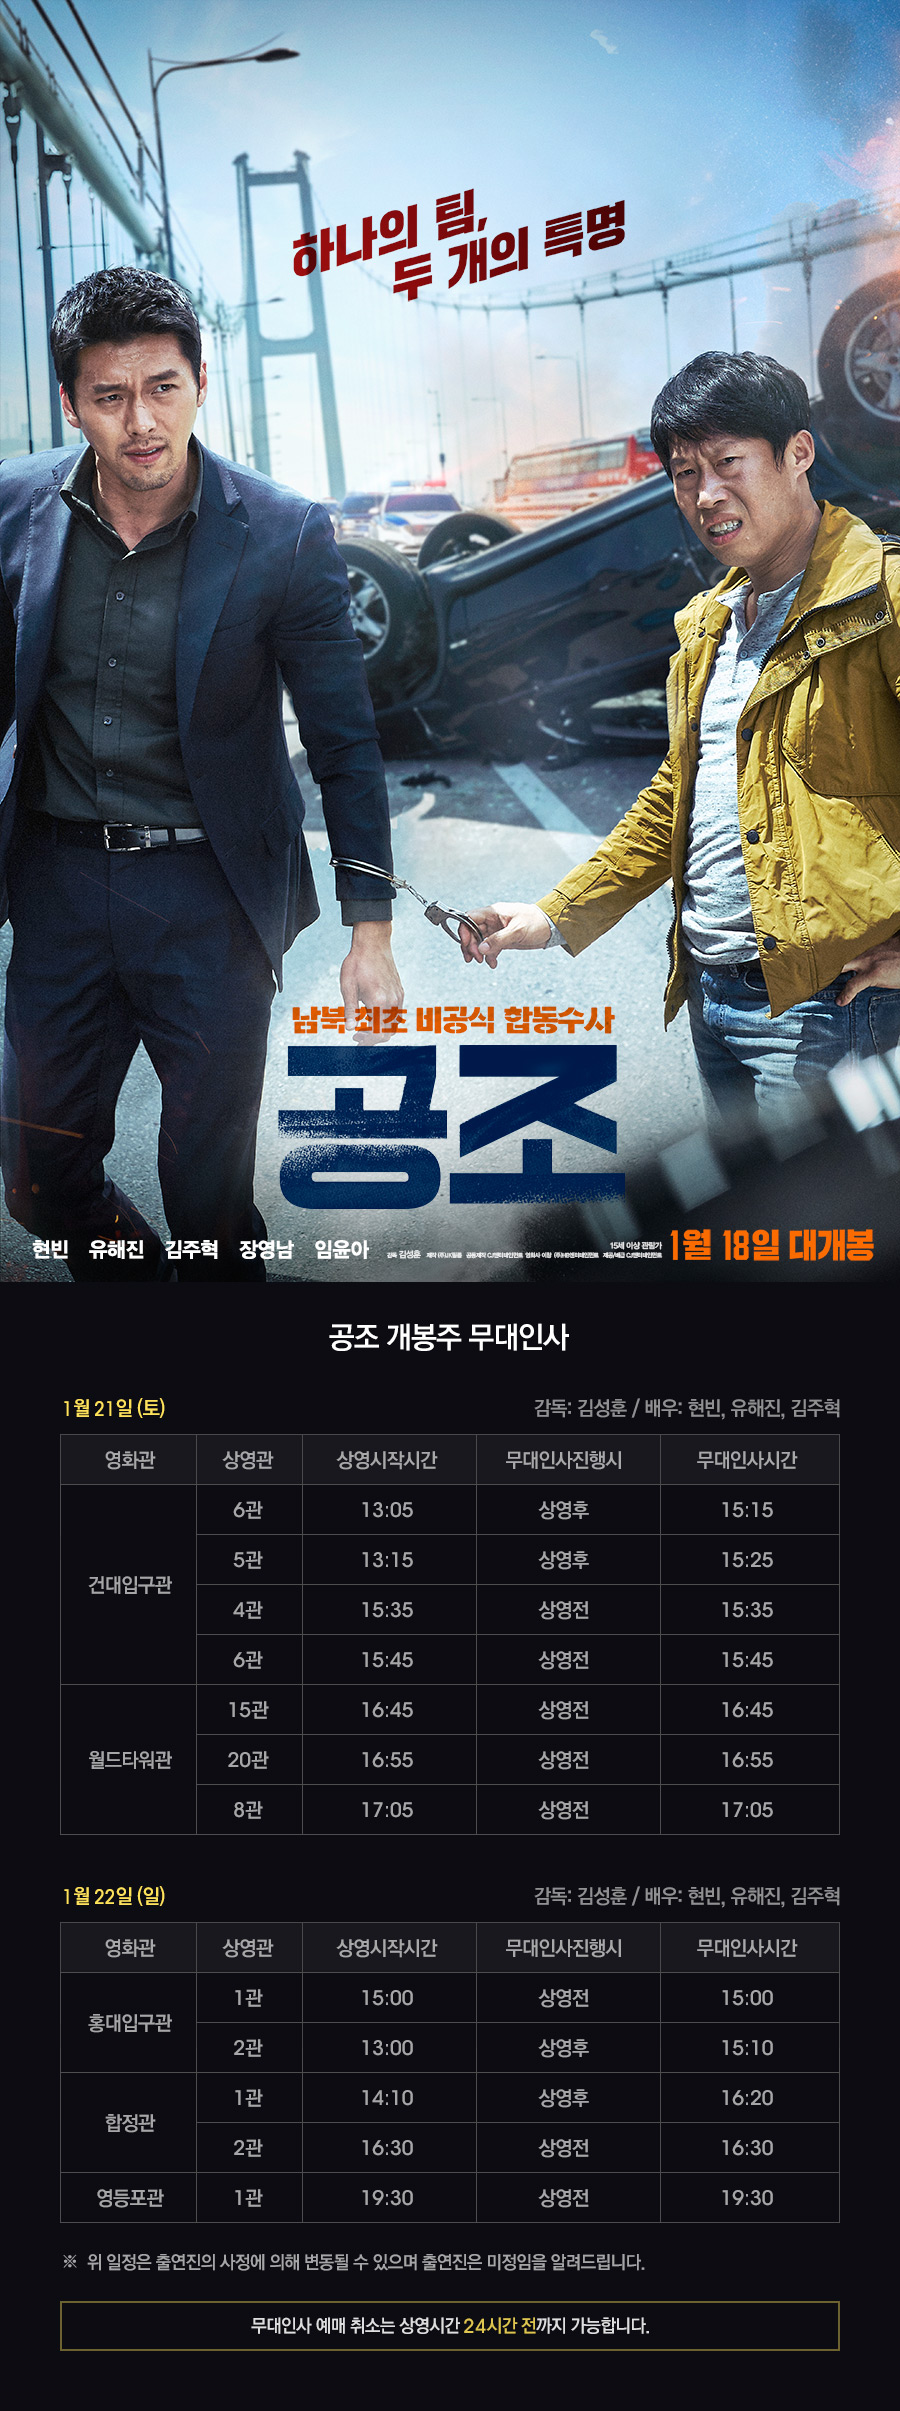 하나의 팀,
두 개의 특명
남북 최초 비공식 합동수사
공조
현빈 유해진 김주혁 장영남 임윤아
감독 김성훈
15세 이상 관람가
1월 18일 대개봉
공조 개봉주 무대인사
1월 21일 (토) 감독: 김성훈 / 배우: 현빈, 유해진, 김주혁
영화관 상영관 상영시작시간 무대인사진행시 무대인사시간
건대입구관
6관 13:05 상영후 15:15
5관 13:15 상영후 15:25
4관 15:35 상영전 15:35
6관 15:45 상영전 15:45
월드타워관
15관 16:45 상영전 16:45
20관 16:55 상영전 16:55
8관 17:05 상영전 17:05
1월 22일 (일) 감독: 김성훈 / 배우: 현빈, 유해진, 김주혁
영화관 상영관 상영시작시간 무대인사진행시 무대인사시간
홍대입구관
1관 15:00 상영전 15:00
2관 13:00 상영후 15:10
합정관
1관 14:10 상영후 16:20
2관 16:30 상영전 16:30
영등포관 1관 19:30 상영전 19:30
※ 위 일정은 출연진의 사정에 의해 변동될 수 있으며 출연진은 미정임을 알려드립니다.
무대인사 예매 취소는 상영시간 24시간 전까지 가능합니다.